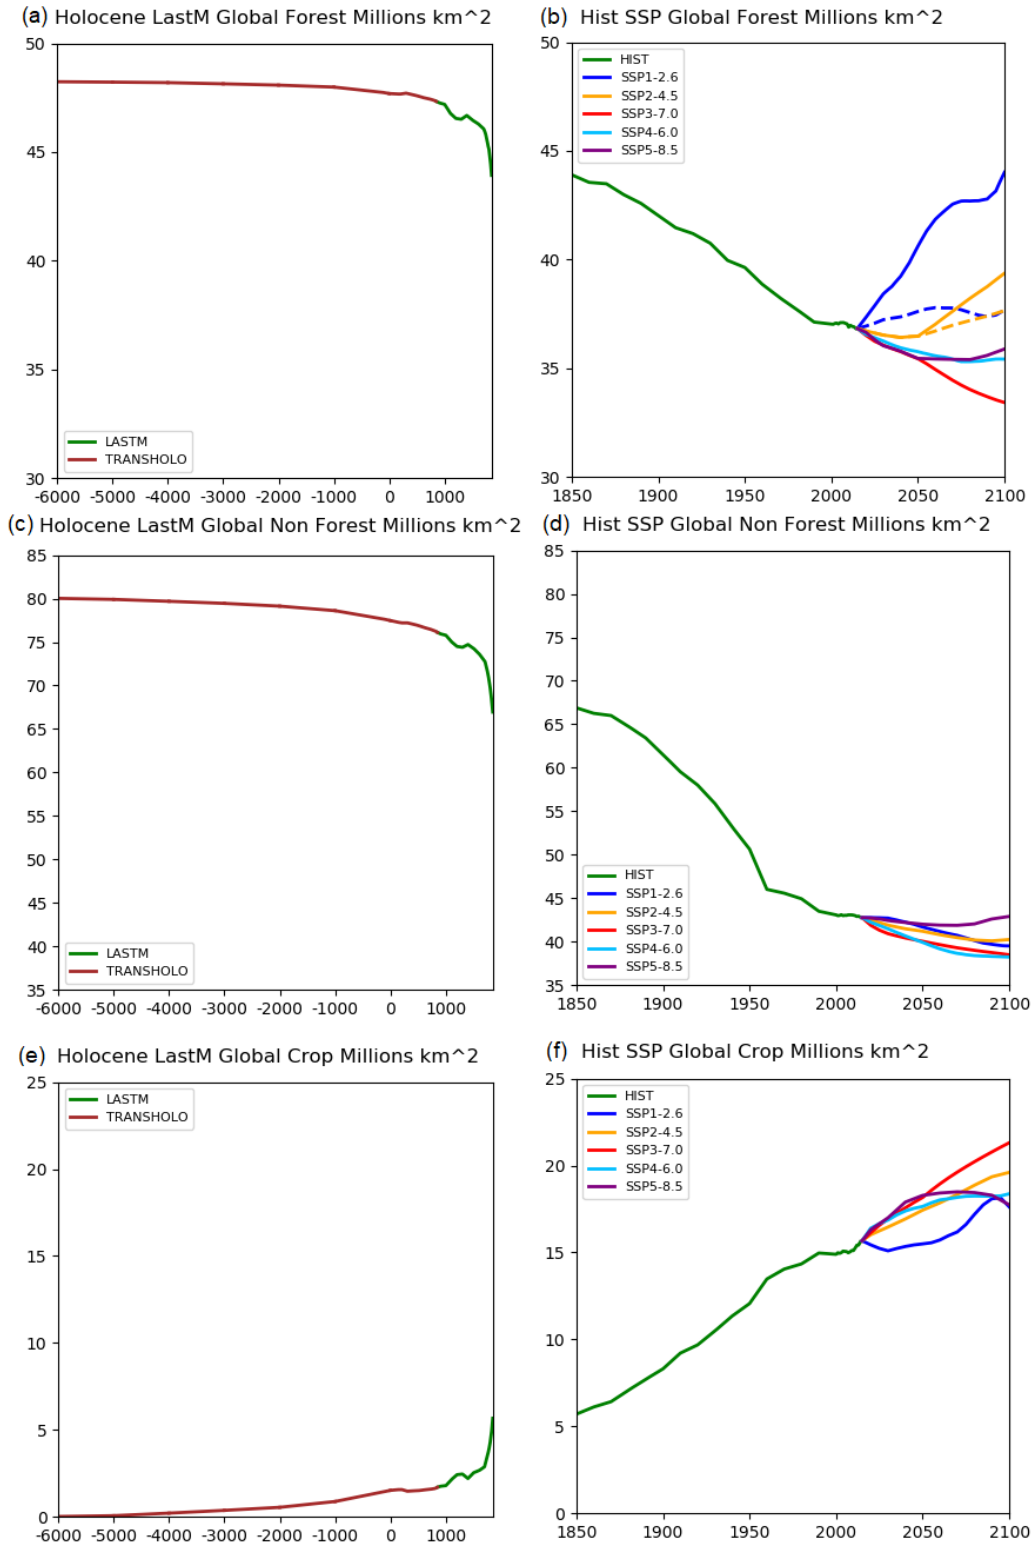 (a) Holocene LastM Global Forest Millions km^2
50
45
40
35
30
-6000 -5000 -4000 -3000 -2000 -1000 0 1000
LASTM
TRANSHOLO
(b) Hist SSP Global Forest Millions km^2
50
45
40
35
30
1850 1900 1950 2000 2050 2100
HIST
SSP1-2.6
SSP2-4.5
SSP3-7.0
SSP4-6.0
SSP5-8.5
(c) Holocene LastM Global Non Forest Millions km^2
85
80
75
70
65
60
55
50
45
40
35
-6000 -5000 -4000 -3000 -2000 -1000 0 1000
LASTM
TRANSHOLO
(d) Hist SSP Global Non Forest Millions km^2
85
80
75
70
65
60
55
50
45
40
35
1850 1900 1950 2000 2050 2100
HIST
SSP1-2.6
SSP2-4.5
SSP3-7.0
SSP4-6.0
SSP5-8.5
(e) Holocene LastM Global Crop Millions km^2
25
20
15
10
5
0
-6000 -5000 -4000 -3000 -2000 -1000 0 1000
LASTM
TRANSHOLO
(f) Hist SSP Global Crop Millions km^2
25
20
15
10
5
0
1850 1900 1950 2000 2050 2100
HIST
SSP1-2.6
SSP2-4.5
SSP3-7.0
SSP4-6.0
SSP5-8.5